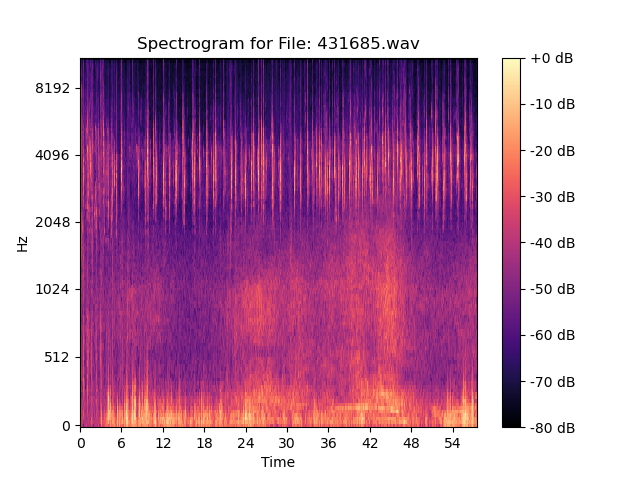 Spectrogram for File: 431685.wav
8192
4096
2048
1024
512
0
Hz
0 6 12 18 24 30 36 42 48 54
Time
+0 dB
-10 dB
-20 dB
-30 dB
-40 dB
-50 dB
-60 dB
-70 dB
-80 dB